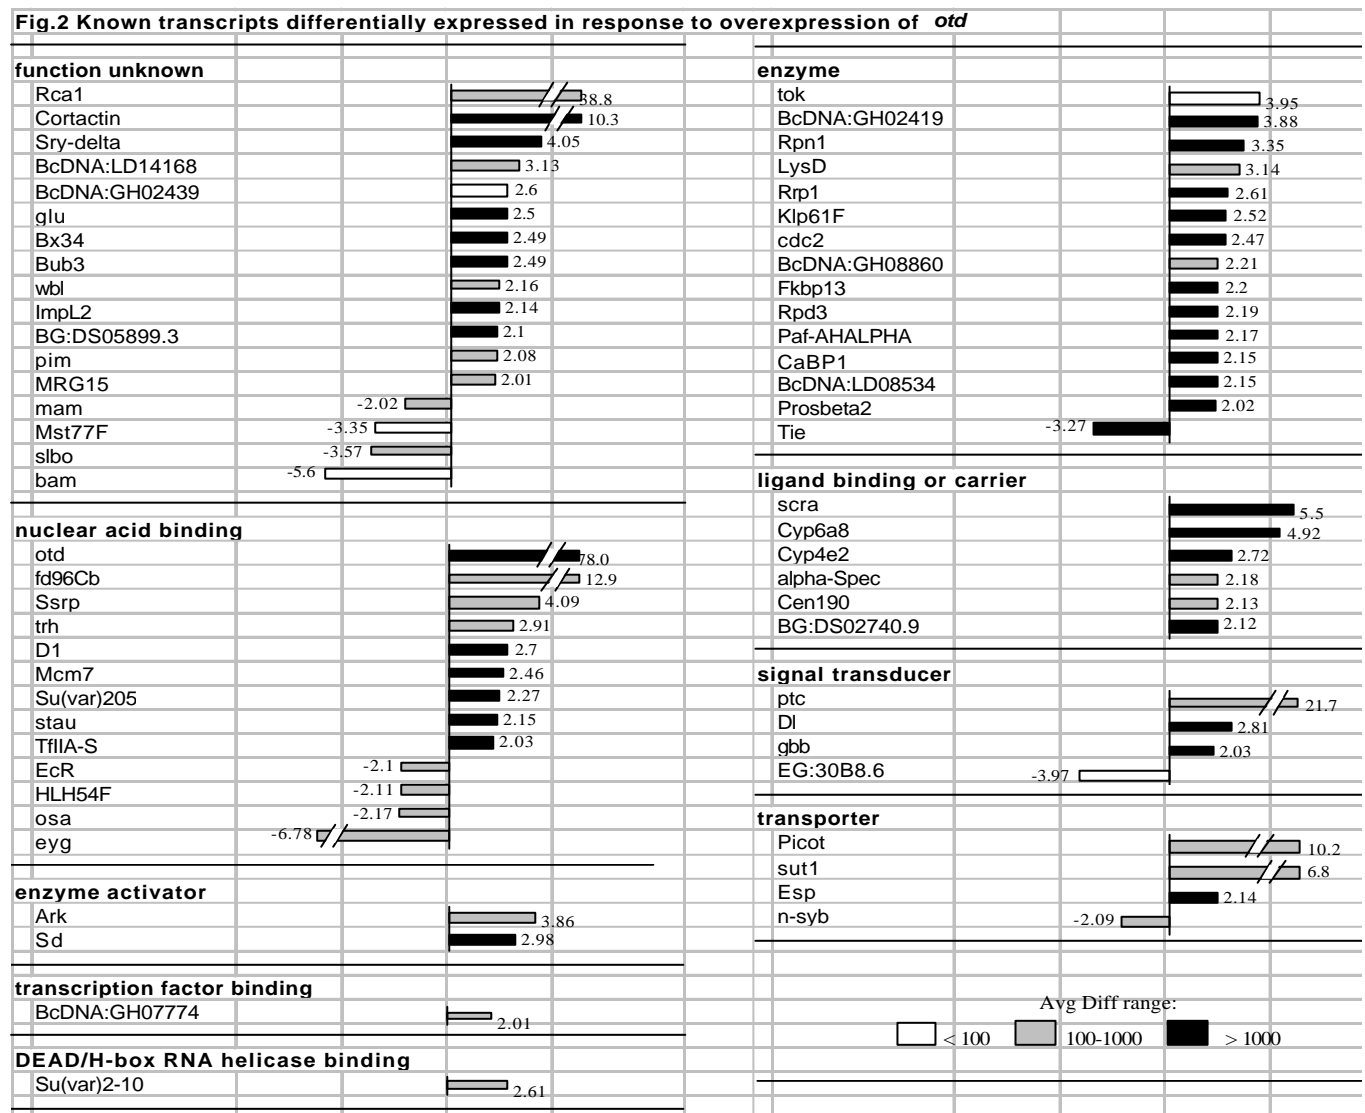 Fig.2 Known transcripts differentially expressed in response to overexpression of otd
function unknown
Rca1 38.8
Cortactin 10.3
Sry-delta 4.05
BcDNA:LD14168 3.13
BcDNA:GH02439 2.6
glu 2.5
Bx34 2.49
Bub3 2.49
wbl 2.16
ImpL2 2.14
BG:DS05899.3 2.1
pim 2.08
MRG15 2.01
mam -2.02
Mst77F -3.35
slbo -3.57
bam -5.6
nuclear acid binding
otd 78.0
fd96Cb 12.9
Ssrp 4.09
trh 2.91
D1 2.7
Mcm7 2.46
Su(var)205 2.27
stau 2.15
TfIIA-S 2.03
EcR -2.1
HLH54F -2.11
osa -2.17
eyg -6.78
enzyme activator
Ark 3.86
Sd 2.98
transcription factor binding
BcDNA:GH07774 2.01
DEAD/H-box RNA helicase binding
Su(var)2-10 2.61
enzyme
tok 3.95
BcDNA:GH02419 3.88
Rpn1 3.35
LysD 3.14
Rrp1 2.61
Klp61F 2.52
cdc2 2.47
BcDNA:GH08860 2.21
Fkbp13 2.2
Rpd3 2.19
Paf-AHALPHA 2.17
CaBP1 2.15
BcDNA:LD08534 2.15
Prosbeta2 2.02
Tie -3.27
ligand binding or carrier
scra 5.5
Cyp6a8 4.92
Cyp4e2 2.72
alpha-Spec 2.18
Cen190 2.13
BG:DS02740.9 2.12
signal transducer
ptc 21.7
Dl 2.81
gbb 2.03
EG:30B8.6 -3.97
transporter
Picot 10.2
sut1 6.8
Esp 2.14
n-syb -2.09
Avg Diff range:
< 100 100-1000 > 1000